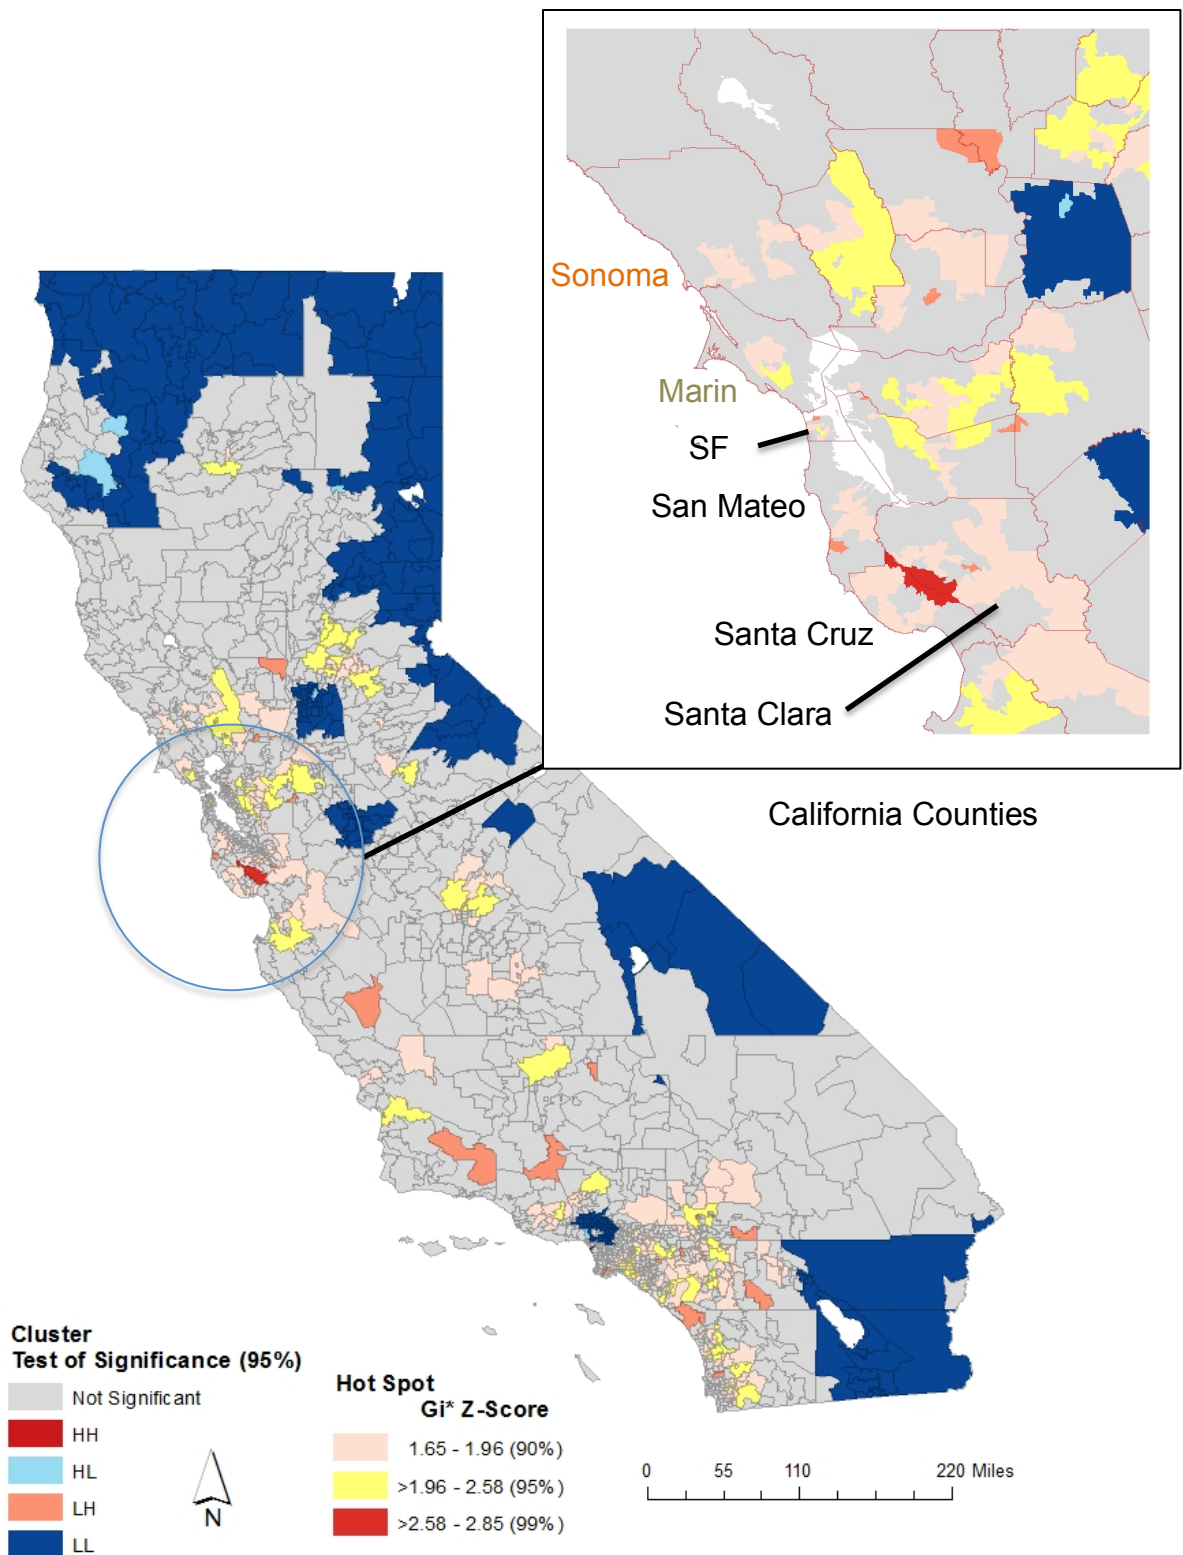 Sonoma
Marin
SF
San Mateo
Santa Cruz
Santa Clara
California Counties
Cluster
Test of Significance (95%)
Not Significant
HH
HL
LH
LL
N
Hot Spot
Gi* Z-Score
1.65 - 1.96 (90%)
>1.96 - 2.58 (95%)
>2.58 - 2.85 (99%)
0 55 110 220 Miles